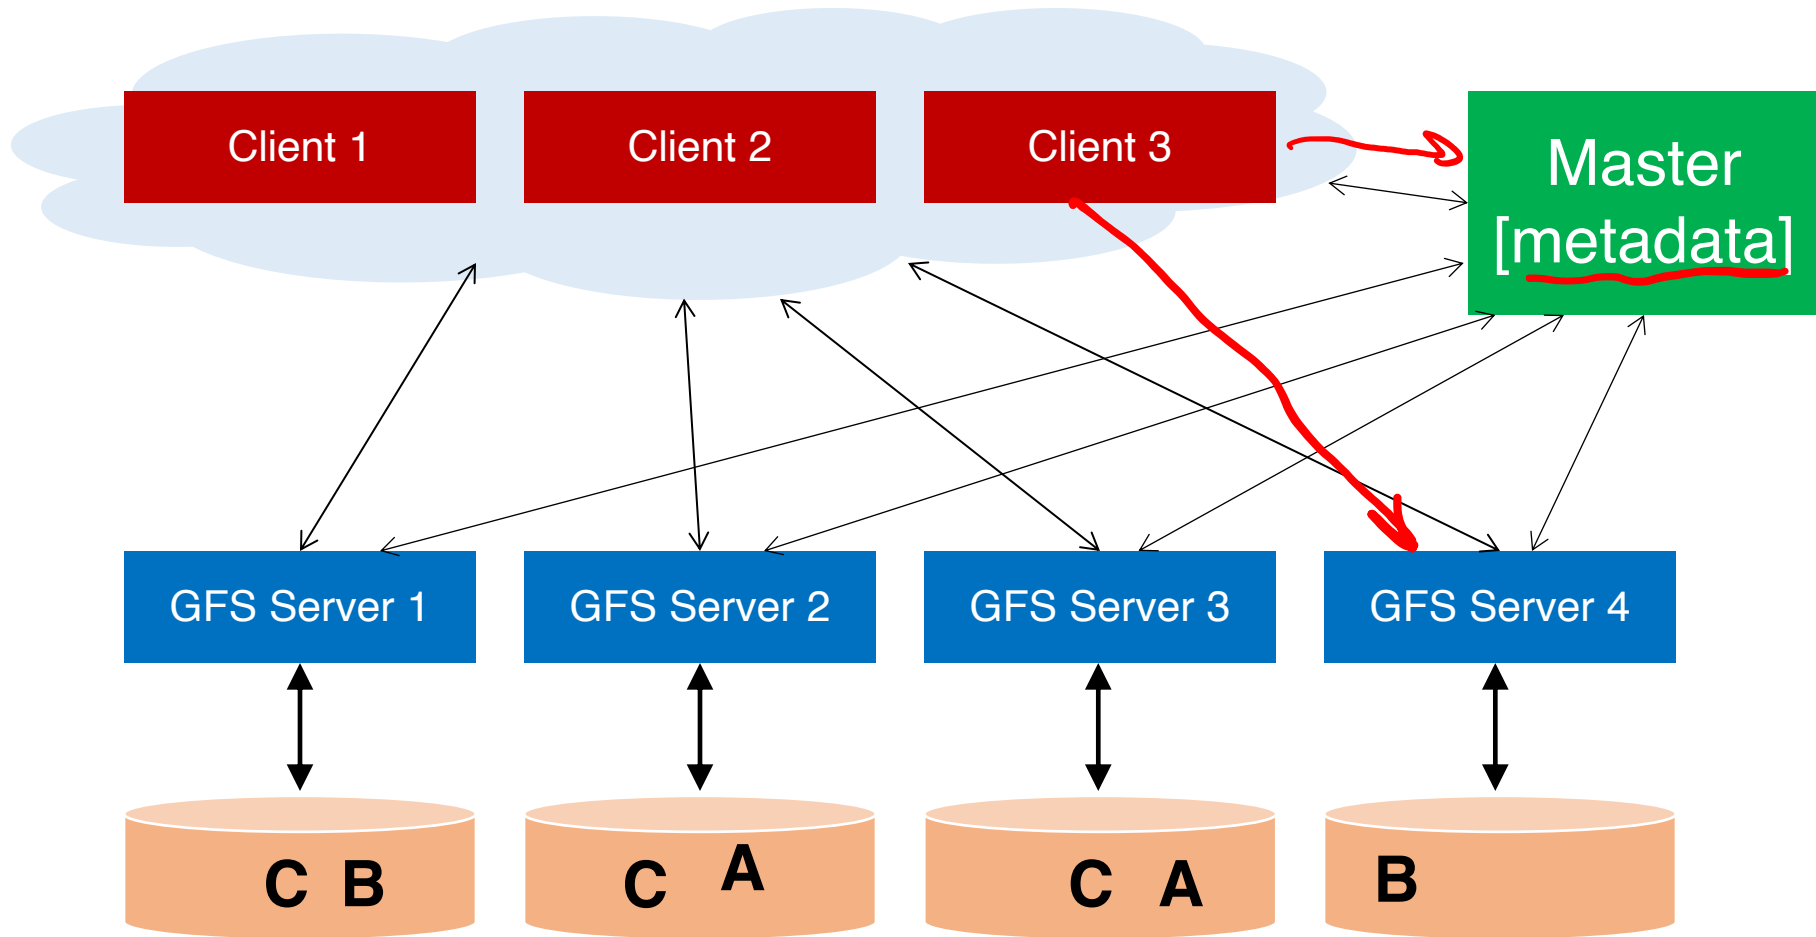 Client 1
Client 2
Client 3
Master
[metadata]
GFS Server 1
GFS Server 2
GFS Server 3
GFS Server 4
C B
C A
C A
B